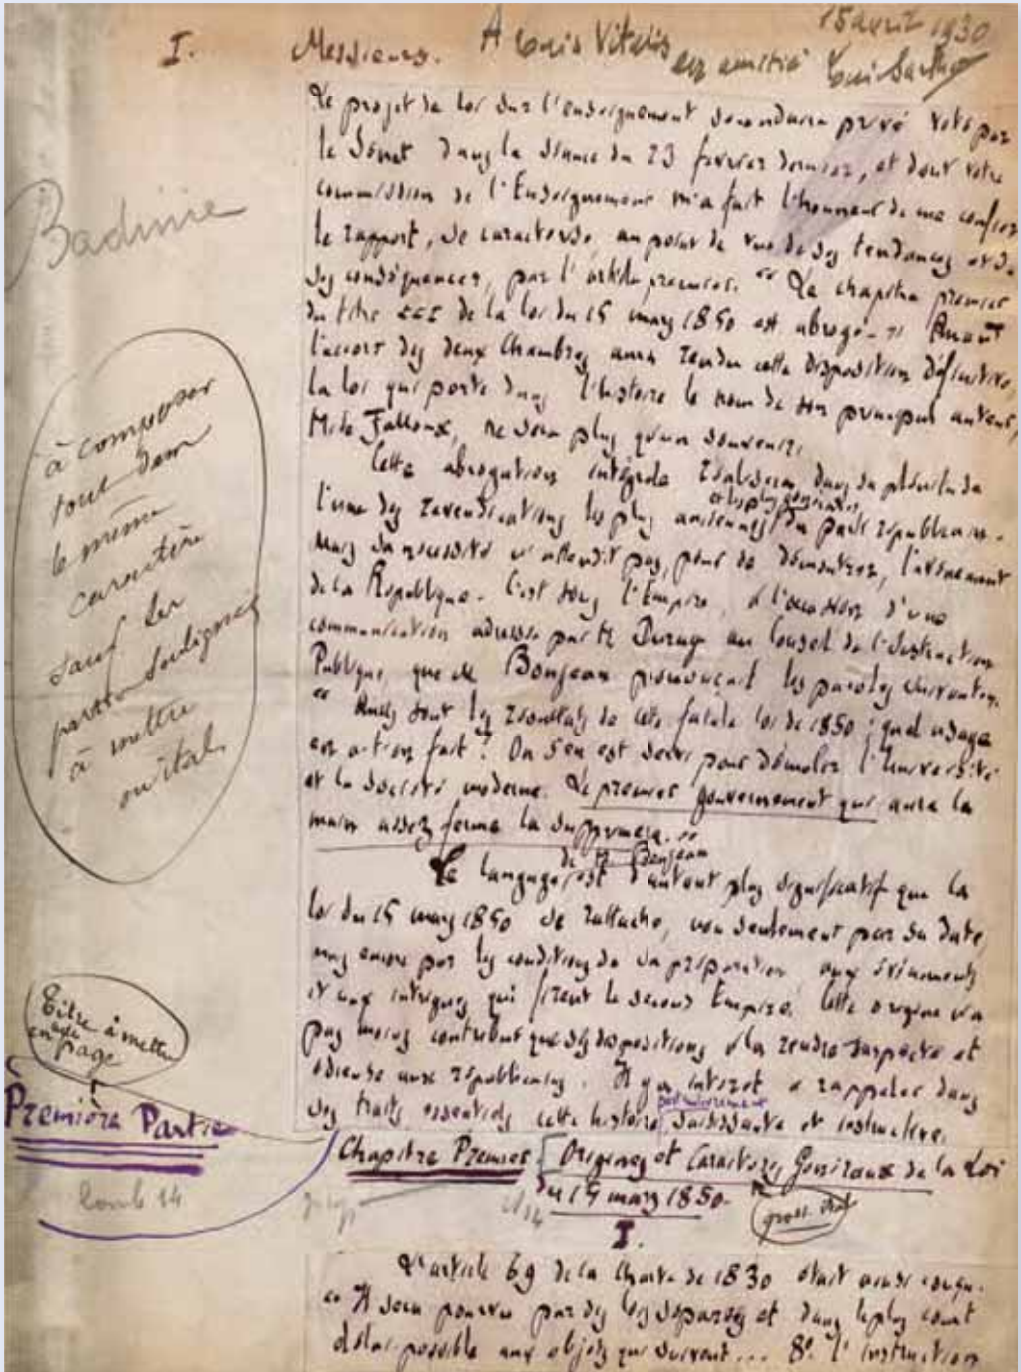 15 avril 1930
A Louis Vitalis
en amitié Louis Barthou
I. Messieurs.
Le projet de loi sur l'enseignement secondaire privé voté par
le Sénat dans la séance du 23 février dernier, et dont votre
commission de l'Enseignement m'a fait l'honneur de me confier
le rapport, se caractérise, au point de vue de ses tendances et de
ses conséquences, par l'article premier. "Le chapitre premier
du titre III de la loi du 15 mars 1850 est abrogé." Quand
l'accord des deux Chambres aura rendu cette disposition définitive,
la loi qui porte dans l'histoire le nom de son principal auteur,
M. de Falloux, ne sera plus qu'un souvenir.
Cette abrogation intégrale réalisera dans sa plénitude
et les plus générales
l'une des revendications les plus anciennes du parti républicain.
Mais sa nécessité n'attendit pas, pour se démontrer, l'avènement
de la République. C'est sous l'Empire, à l'occasion d'une
communication adressée par M. Duruy au Conseil de l'Instruction
Publique que M. Bonjean prononçait les paroles suivantes.
" Quels sont les résultats de cette fatale loi de 1850 ; quel usage
en a-t-on fait ? On s'en est servi pour démolir l'Université
et la société moderne. Le premier gouvernement qui aura la
main assez ferme la supprimera."
de M. Bonjean
Le langage est d'autant plus significatif que la
loi du 15 mars 1850 se rattache, non seulement par sa date,
mais encore par les conditions de sa préparation, aux événements
et aux intrigues qui firent le second Empire. Cette origine n'a
pas moins contribué que ses dispositions à la rendre suspecte et
odieuse aux républicains. Il y a intérêt à rappeler dans
ses traits essentiels cette histoire saisissante et instructive.
Chapitre Premier Origines et Caractères Généraux de la Loi
du 15 mars 1850.
I.
L'article 69 de la Charte de 1830 était ainsi conçu.
" Il sera pourvu par des lois séparées et dans le plus court
délai possible aux objets qui suivent... 8° l'instruction
Badinie
à composer
tout dans
le même
caractère
sauf les
parties soulignées
à mettre
en ital.
Titre à mettre
en page
Première Partie